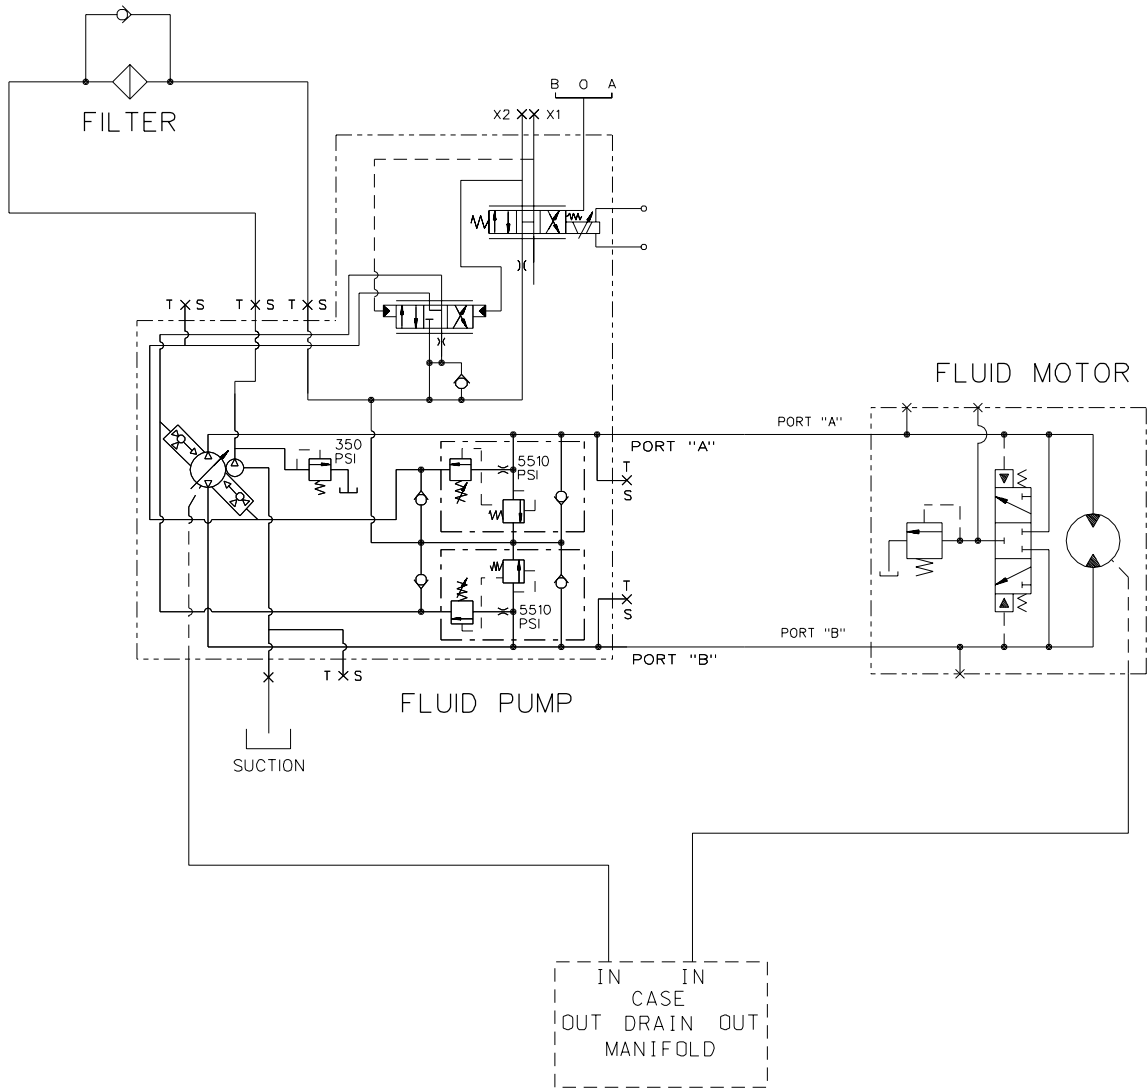 FILTER
B O A
X2 X1
T S T S T S
FLUID MOTOR
PORT "A"
PORT "A"
350
PSI
5510
PSI
T
S
T
S
5510
PSI
PORT "B"
PORT "B"
T S
FLUID PUMP
SUCTION
IN IN
CASE
OUT DRAIN OUT
MANIFOLD